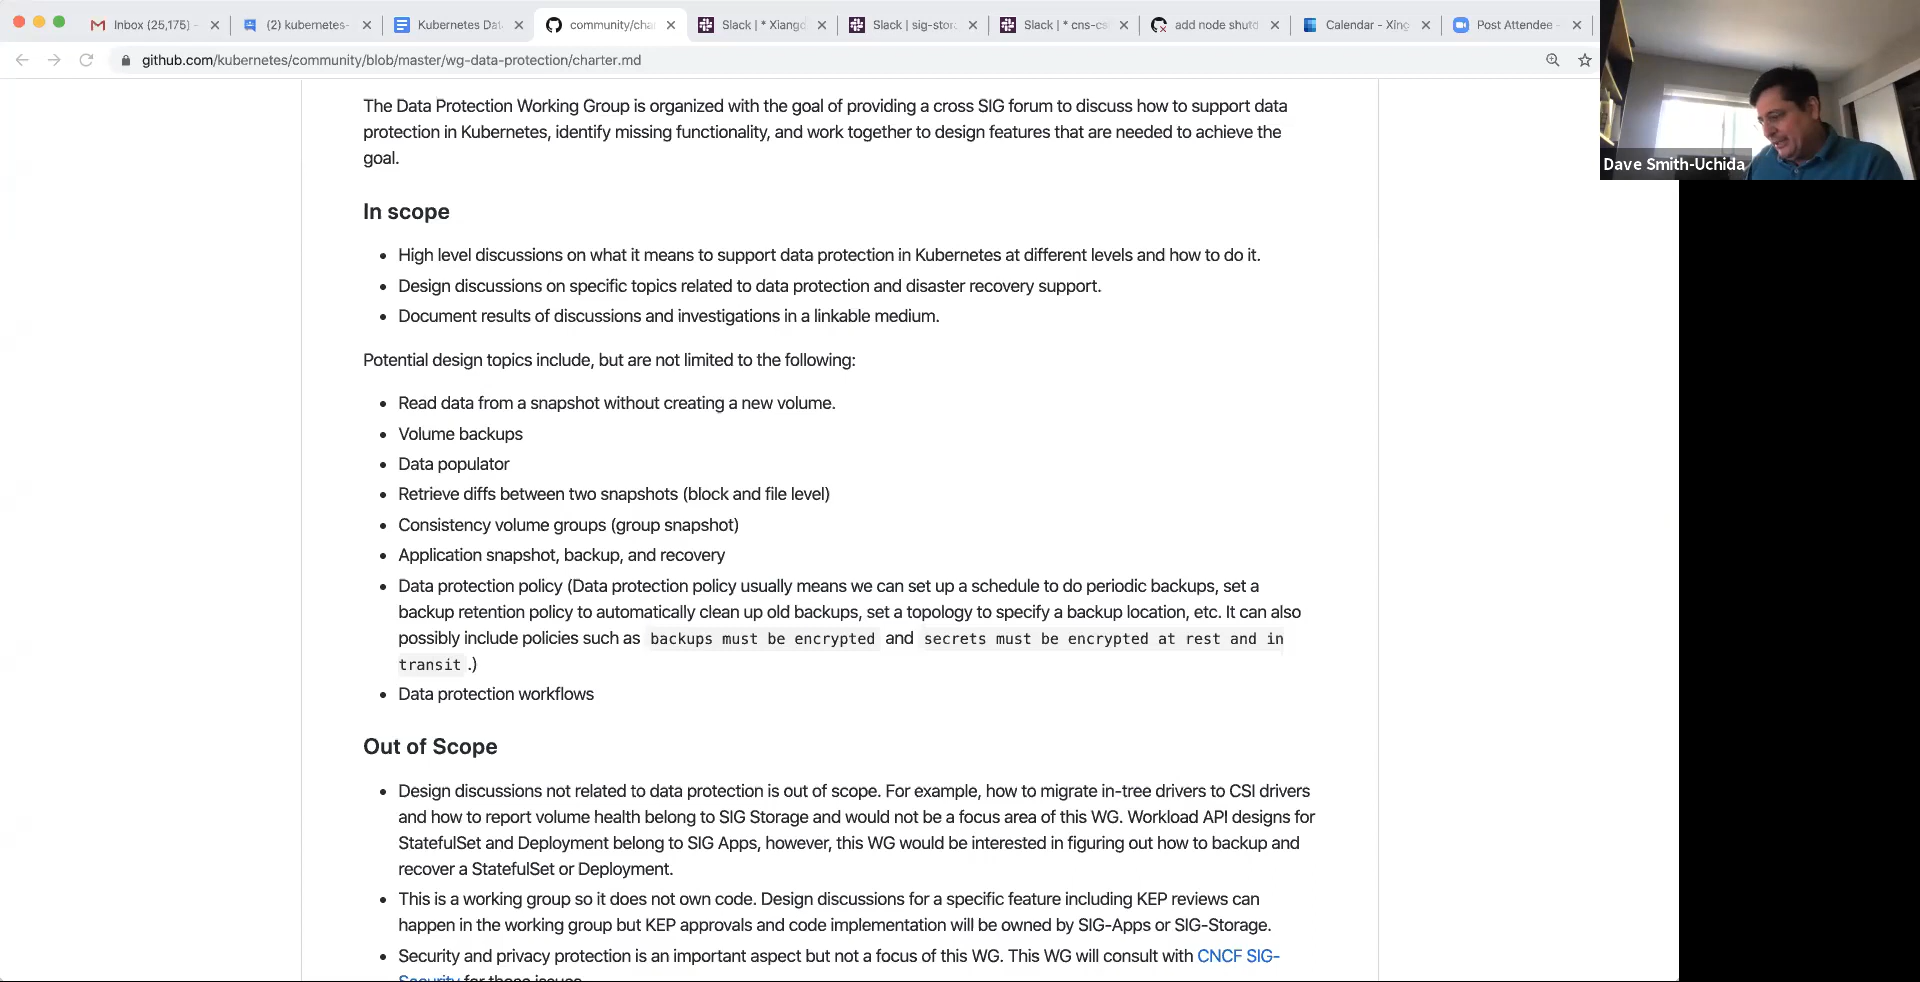 Inbox (25,175) -
(2) kubernetes-
Kubernetes Dat
community/char
Slack | * Xiangd
Slack | sig-stor
Slack | * cns-cs
add node shutd
Calendar - Xing
Post Attendee -
github.com/kubernetes/community/blob/master/wg-data-protection/charter.md
The Data Protection Working Group is organized with the goal of providing a cross SIG forum to discuss how to support data
protection in Kubernetes, identify missing functionality, and work together to design features that are needed to achieve the
goal.
Dave Smith-Uchida
In scope
High level discussions on what it means to support data protection in Kubernetes at different levels and how to do it.
Design discussions on specific topics related to data protection and disaster recovery support.
Document results of discussions and investigations in a linkable medium.
Potential design topics include, but are not limited to the following:
Read data from a snapshot without creating a new volume.
Volume backups
Data populator
Retrieve diffs between two snapshots (block and file level)
Consistency volume groups (group snapshot)
Application snapshot, backup, and recovery
Data protection policy (Data protection policy usually means we can set up a schedule to do periodic backups, set a
backup retention policy to automatically clean up old backups, set a topology to specify a backup location, etc. It can also
possibly include policies such as backups must be encrypted and secrets must be encrypted at rest and in
transit .)
Data protection workflows
Out of Scope
Design discussions not related to data protection is out of scope. For example, how to migrate in-tree drivers to CSI drivers
and how to report volume health belong to SIG Storage and would not be a focus area of this WG. Workload API designs for
StatefulSet and Deployment belong to SIG Apps, however, this WG would be interested in figuring out how to backup and
recover a StatefulSet or Deployment.
This is a working group so it does not own code. Design discussions for a specific feature including KEP reviews can
happen in the working group but KEP approvals and code implementation will be owned by SIG-Apps or SIG-Storage.
Security and privacy protection is an important aspect but not a focus of this WG. This WG will consult with CNCF SIG-
Security for those issues.